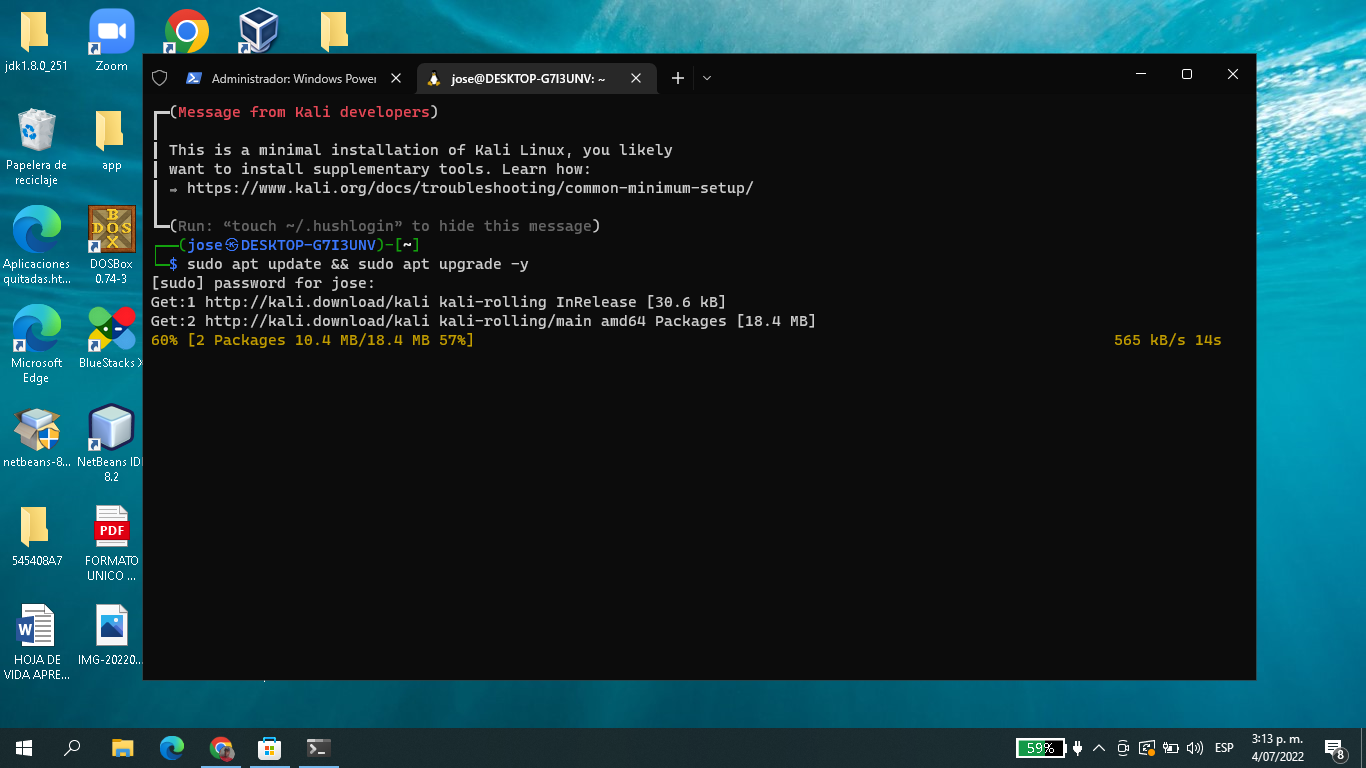 jdk1.8.0_251
Zoom
Papelera de
reciclaje
app
Aplicaciones
quitadas.ht...
DOSBox
0.74-3
Microsoft
Edge
BlueStacks X
netbeans-8...
NetBeans IDE
8.2
545408A7
PDF
FORMATO
UNICO ...
HOJA DE
VIDA APRE...
IMG-20220...
Administrador: Windows Power
jose@DESKTOP-G7I3UNV: ~
(Message from Kali developers)
This is a minimal installation of Kali Linux, you likely
want to install supplementary tools. Learn how:
⇒ https://www.kali.org/docs/troubleshooting/common-minimum-setup/
(Run: “touch ~/.hushlogin” to hide this message)
(jose㉿DESKTOP-G7I3UNV)-[~]
$ sudo apt update && sudo apt upgrade -y
[sudo] password for jose:
Get:1 http://kali.download/kali kali-rolling InRelease [30.6 kB]
Get:2 http://kali.download/kali kali-rolling/main amd64 Packages [18.4 MB]
60% [2 Packages 10.4 MB/18.4 MB 57%] 565 kB/s 14s
59%
ESP
3:13 p. m.
4/07/2022
8